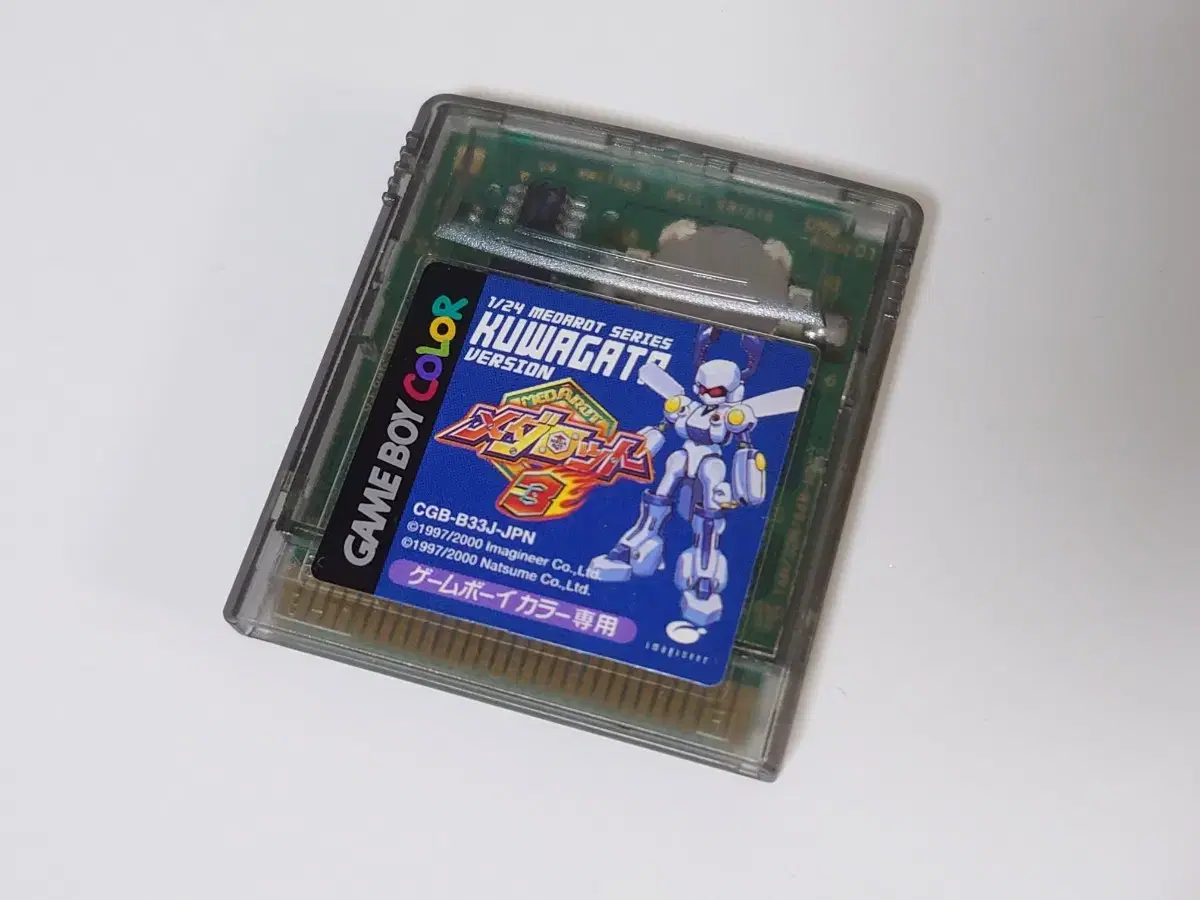 GAME BOY COLOR
1/24 MEDAROT SERIES
KUWAGATA
VERSION
MEDAROT
メダロット
3
CGB-B33J-JPN
©1997/2000 Imagineer Co.,Ltd.
©1997/2000 Natsume Co.,Ltd.
ゲームボーイカラー専用
imagineer